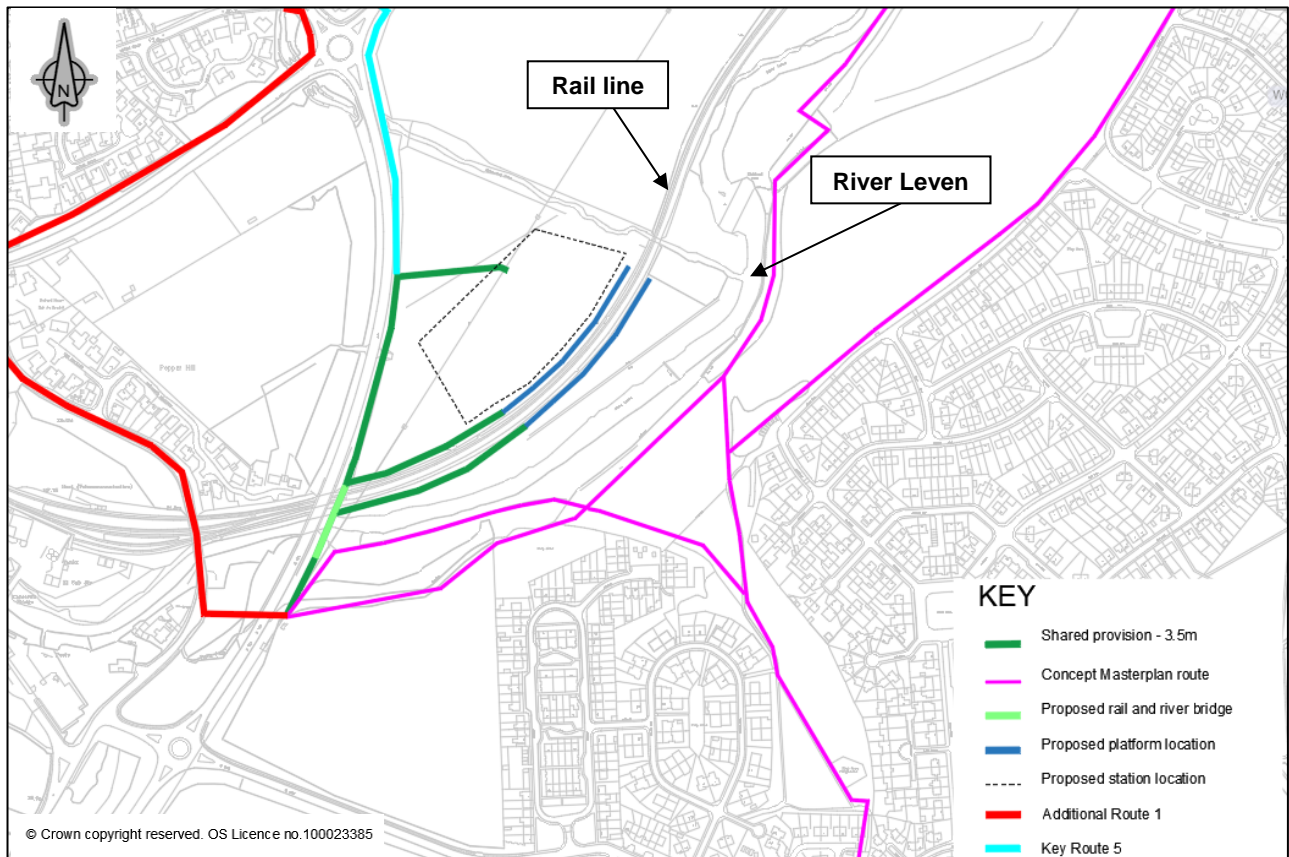 N
Rail line
River Leven
Pepper Hill
KEY
Shared provision - 3.5m
Concept Masterplan route
Proposed rail and river bridge
Proposed platform location
Proposed station location
Additional Route 1
Key Route 5
© Crown copyright reserved. OS Licence no.100023385